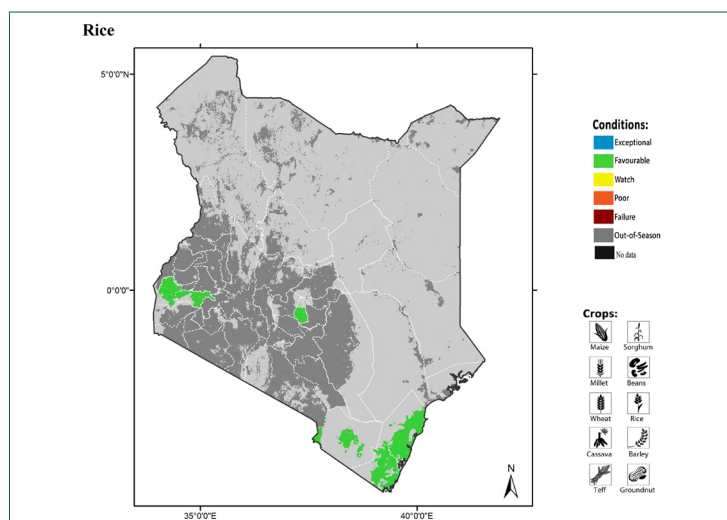 Rice
5°0'0"N
0°0'0"
35°0'0"E
40°0'0"E
N
Conditions:
Exceptional
Favourable
Watch
Poor
Failure
Out-of-Season
No data
Crops:
Maize Sorghum
Millet Beans
Wheat Rice
Cassava Barley
Teff Groundnut